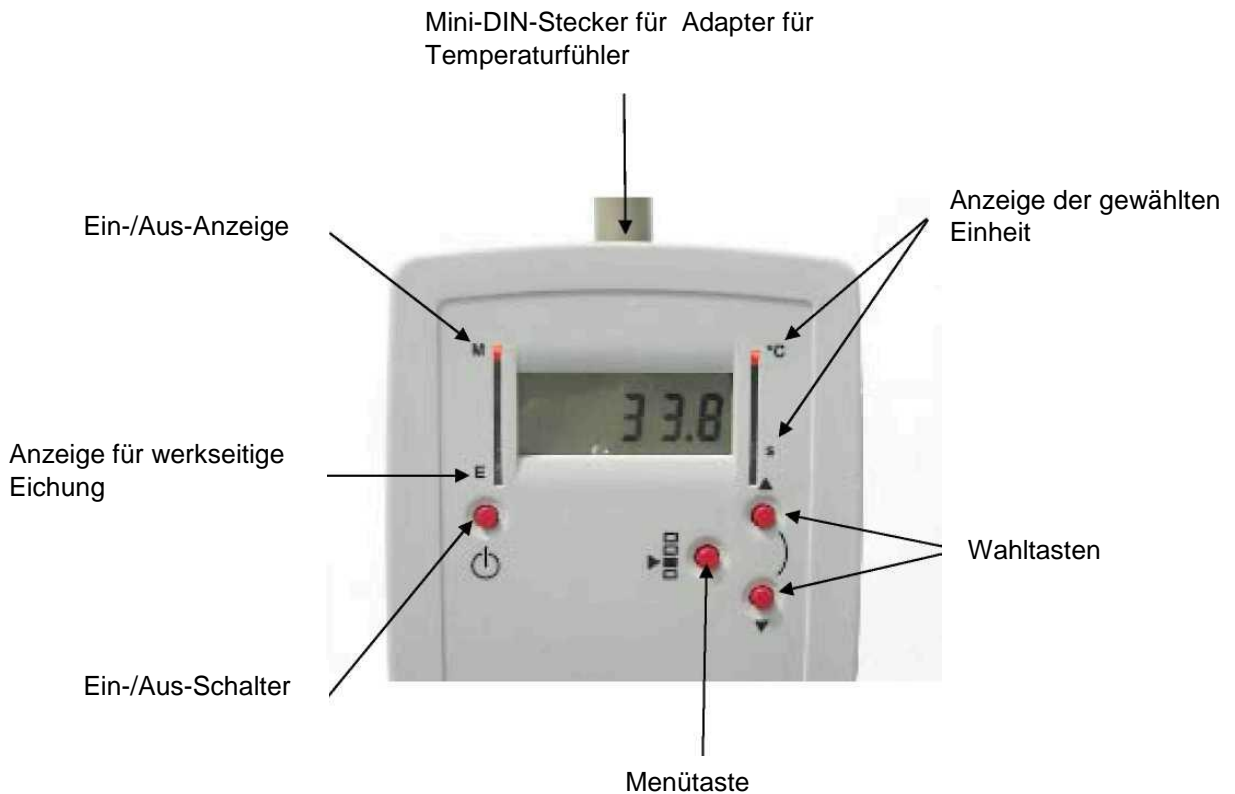 Mini-DIN-Stecker für Adapter für
Temperaturfühler
Anzeige der gewählten
Einheit
Ein-/Aus-Anzeige
M
°C
33.8
s
Anzeige für werkseitige
Eichung
E
Wahltasten
Ein-/Aus-Schalter
Menütaste